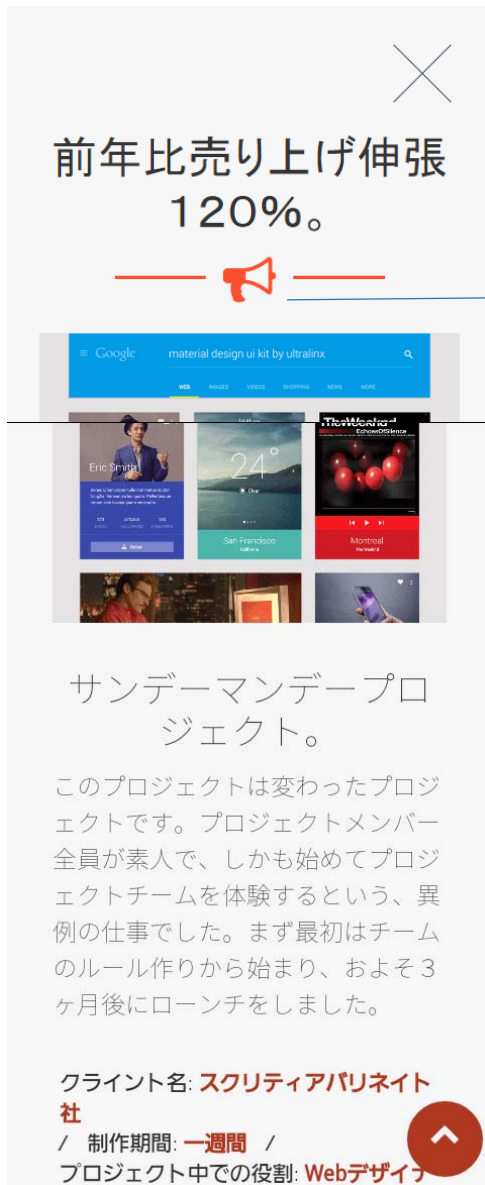 前年比売り上げ伸張
120%。
Google
material design ui kit by ultralinx
WEB IMAGES VIDEOS SHOPPING NEWS MORE
TheWeeknd
EchoesOfSilence
Eric Smith
24°
Clear
Follow
San Francisco
California
Montreal
The Weeknd
サンデーマンデープロ
ジェクト。
このプロジェクトは変わったプロジ
ェクトです。プロジェクトメンバー
全員が素人で、しかも始めてプロジ
ェクトチームを体験するという、異
例の仕事でした。まず最初はチーム
のルール作りから始まり、およそ3
ヶ月後にローンチをしました。
クライント名: スクリティアバリネイト
社
/ 制作期間: 一週間 /
プロジェクト中での役割: Webデザイナ